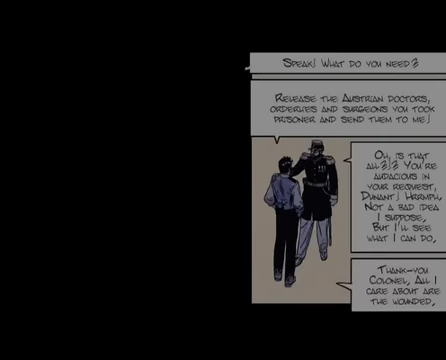 SPEAK! WHAT DO YOU NEED?
RELEASE THE AUSTRIAN DOCTORS,
ORDERLIES AND SURGEONS YOU TOOK
PRISONER AND SEND THEM TO ME!
OH, IS THAT
ALL?!? YOU'RE
AUDACIOUS IN
YOUR REQUEST,
DUNANT! HRRMPH,
NOT A BAD IDEA
I SUPPOSE,
BUT I'LL SEE
WHAT I CAN DO,
THANK-YOU
COLONEL, ALL I
CARE ABOUT ARE
THE WOUNDED,